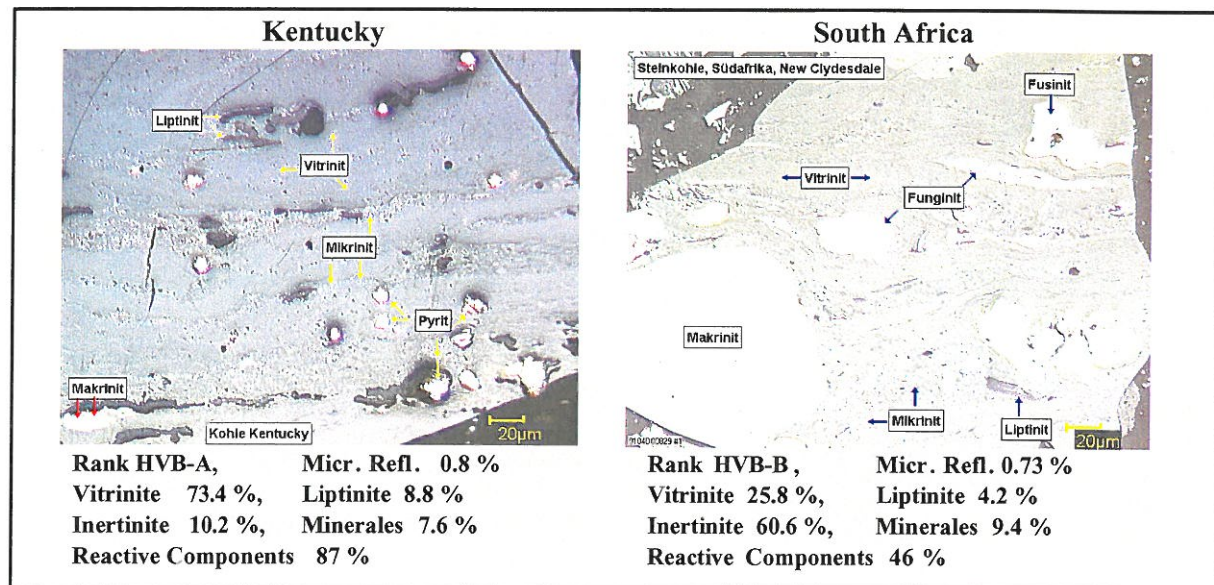 Kentucky
Liptinit
Vitrinit
Mikrinit
Pyrit
Makrinit
Kohle Kentucky
20µm
Rank HVB-A, Micr. Refl. 0.8 %
Vitrinite 73.4 %, Liptinite 8.8 %
Inertinite 10.2 %, Minerales 7.6 %
Reactive Components 87 %
South Africa
Steinkohle, Südafrika, New Clydesdale
Fusinit
Vitrinit
Funginit
Makrinit
Mikrinit
Liptinit
20µm
Rank HVB-B , Micr. Refl. 0.73 %
Vitrinite 25.8 %, Liptinite 4.2 %
Inertinite 60.6 %, Minerales 9.4 %
Reactive Components 46 %